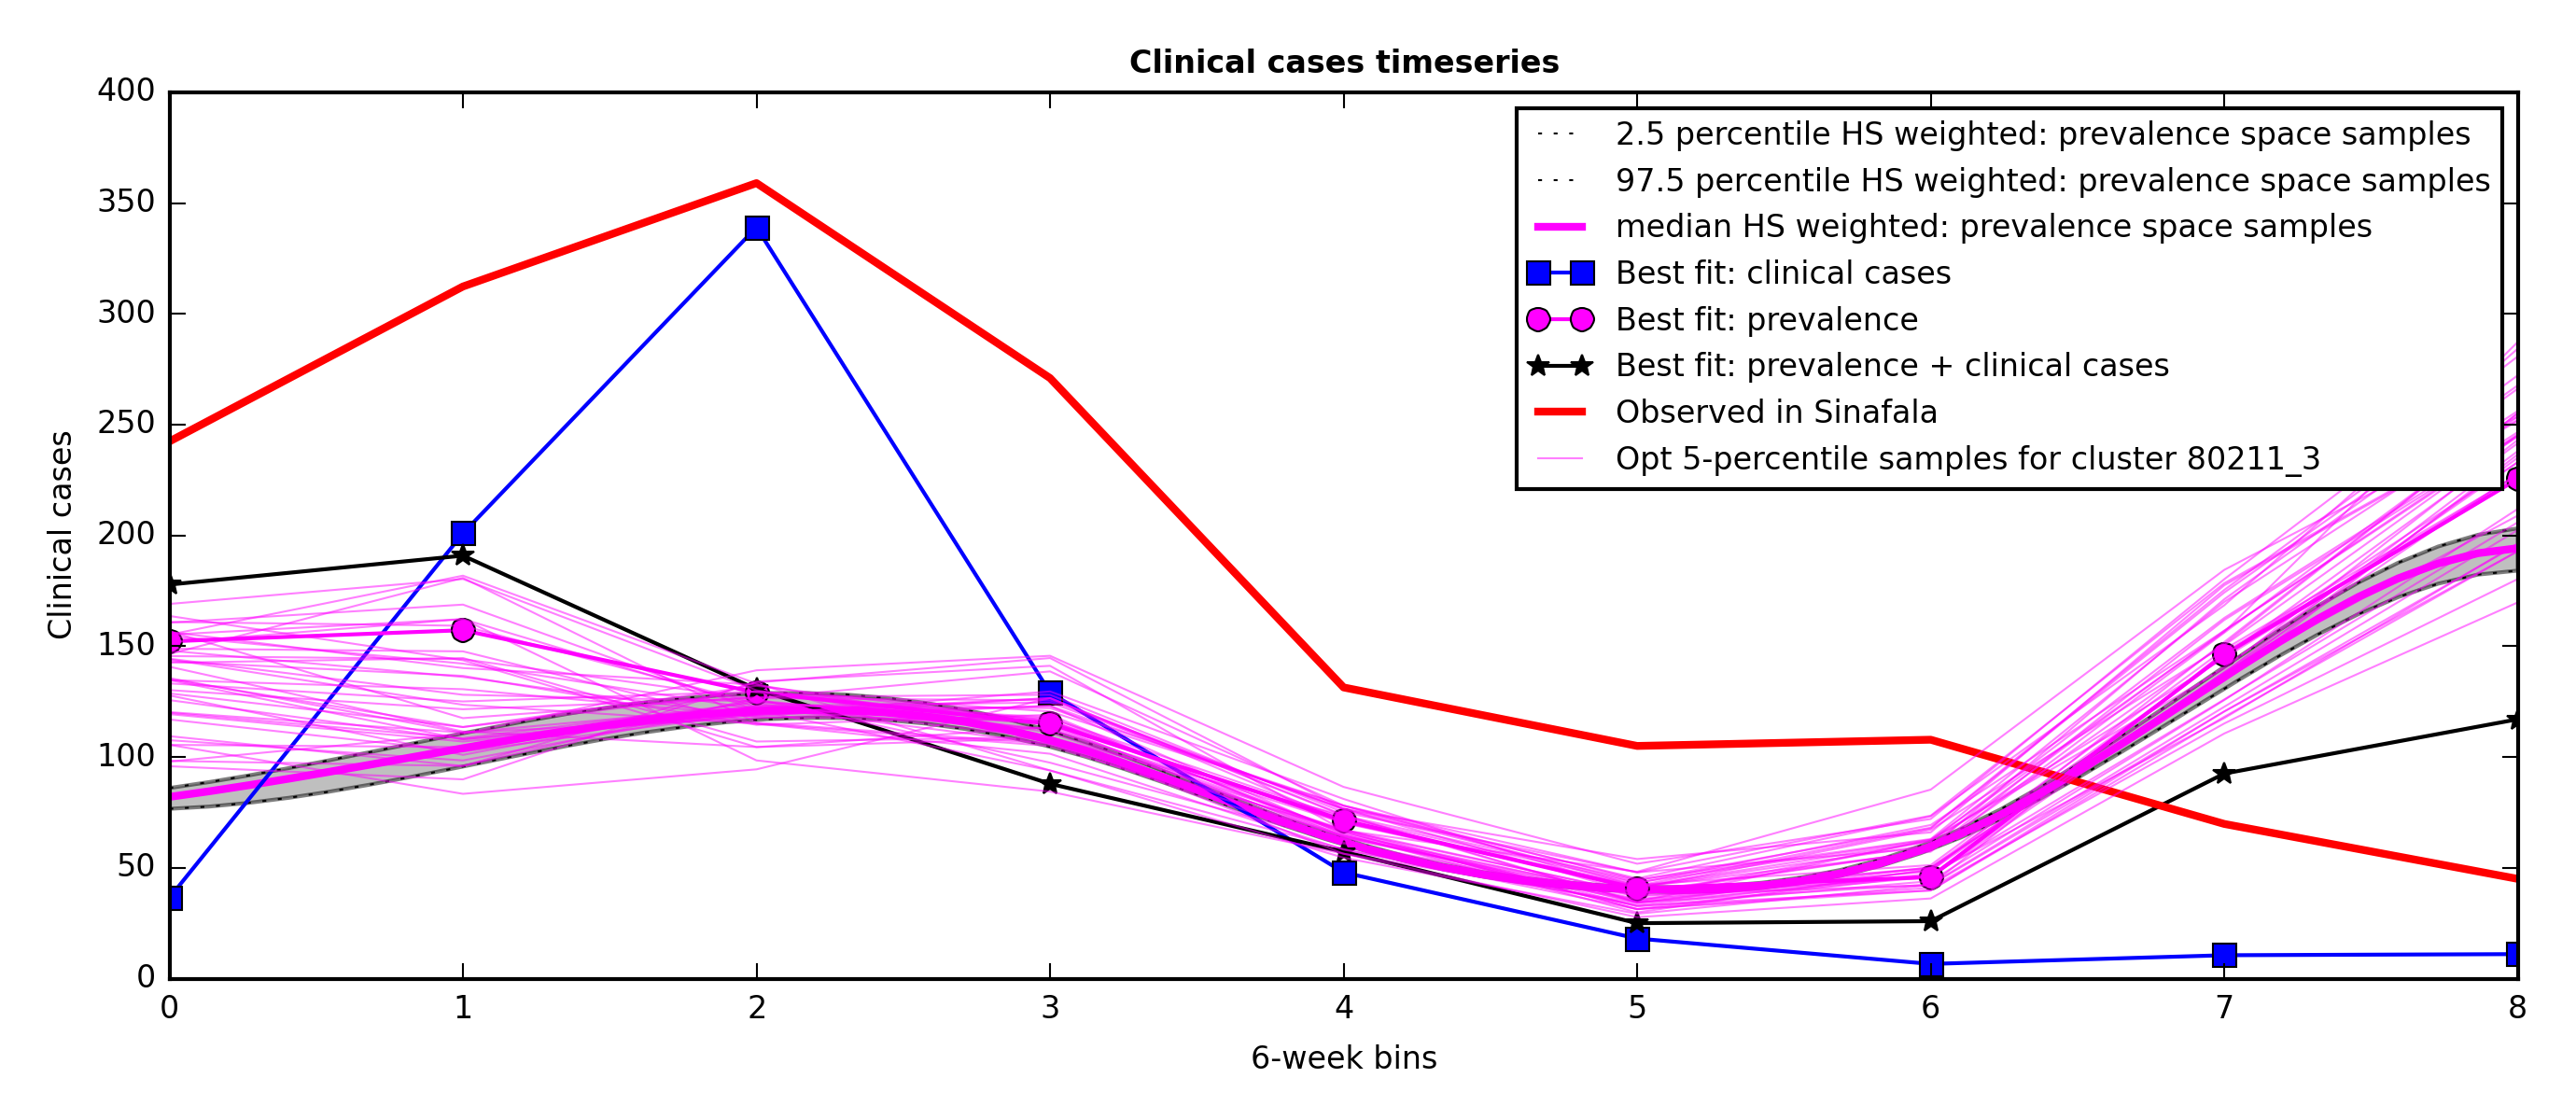 Clinical cases timeseries
400
350
300
250
200
150
100
50
0
Clinical cases
2.5 percentile HS weighted: prevalence space samples
97.5 percentile HS weighted: prevalence space samples
median HS weighted: prevalence space samples
Best fit: clinical cases
Best fit: prevalence
Best fit: prevalence + clinical cases
Observed in Sinafala
Opt 5-percentile samples for cluster 80211_3
0 1 2 3 4 5 6 7 8
6-week bins